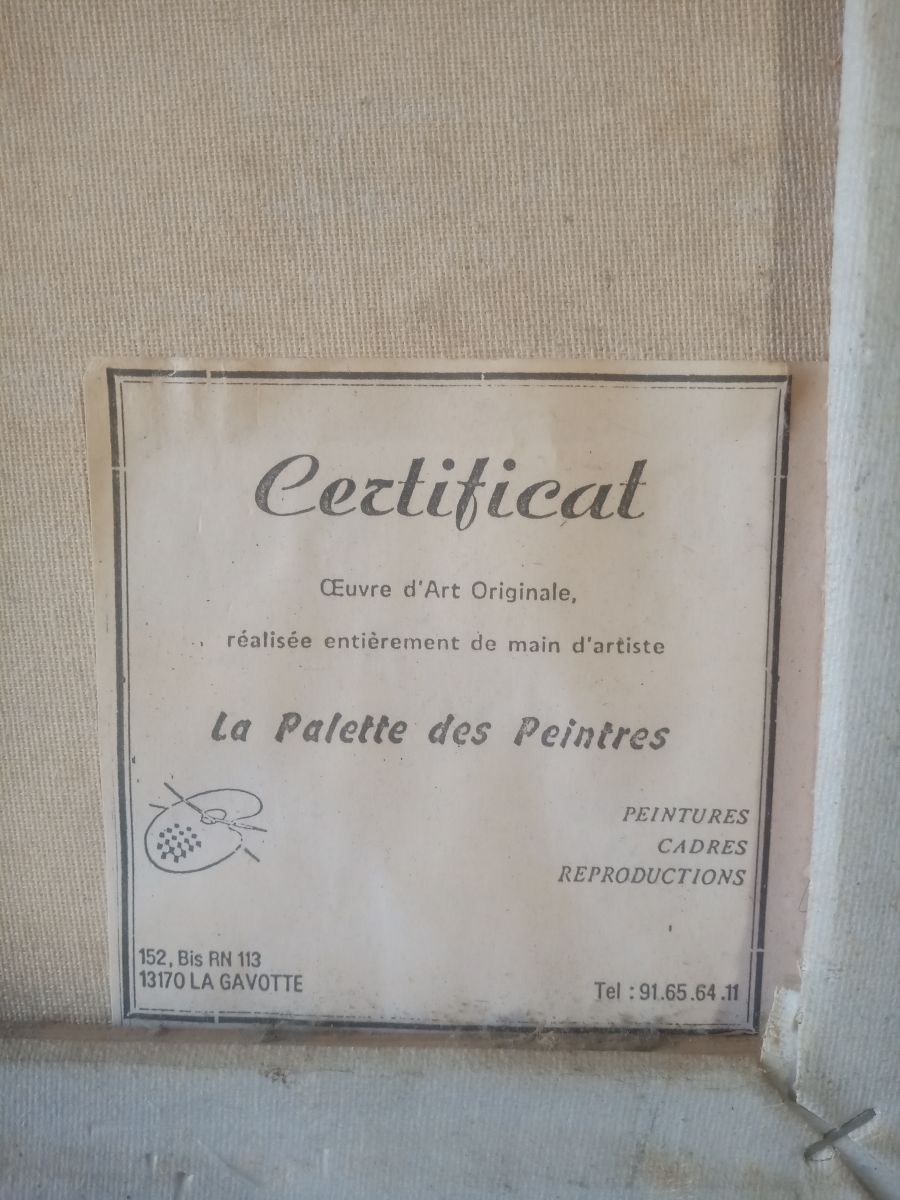 Certificat
Œuvre d'Art Originale,
réalisée entièrement de main d'artiste
La Palette des Peintres
PEINTURES
CADRES
REPRODUCTIONS
152, Bis RN 113
13170 LA GAVOTTE
Tel : 91.65.64.11